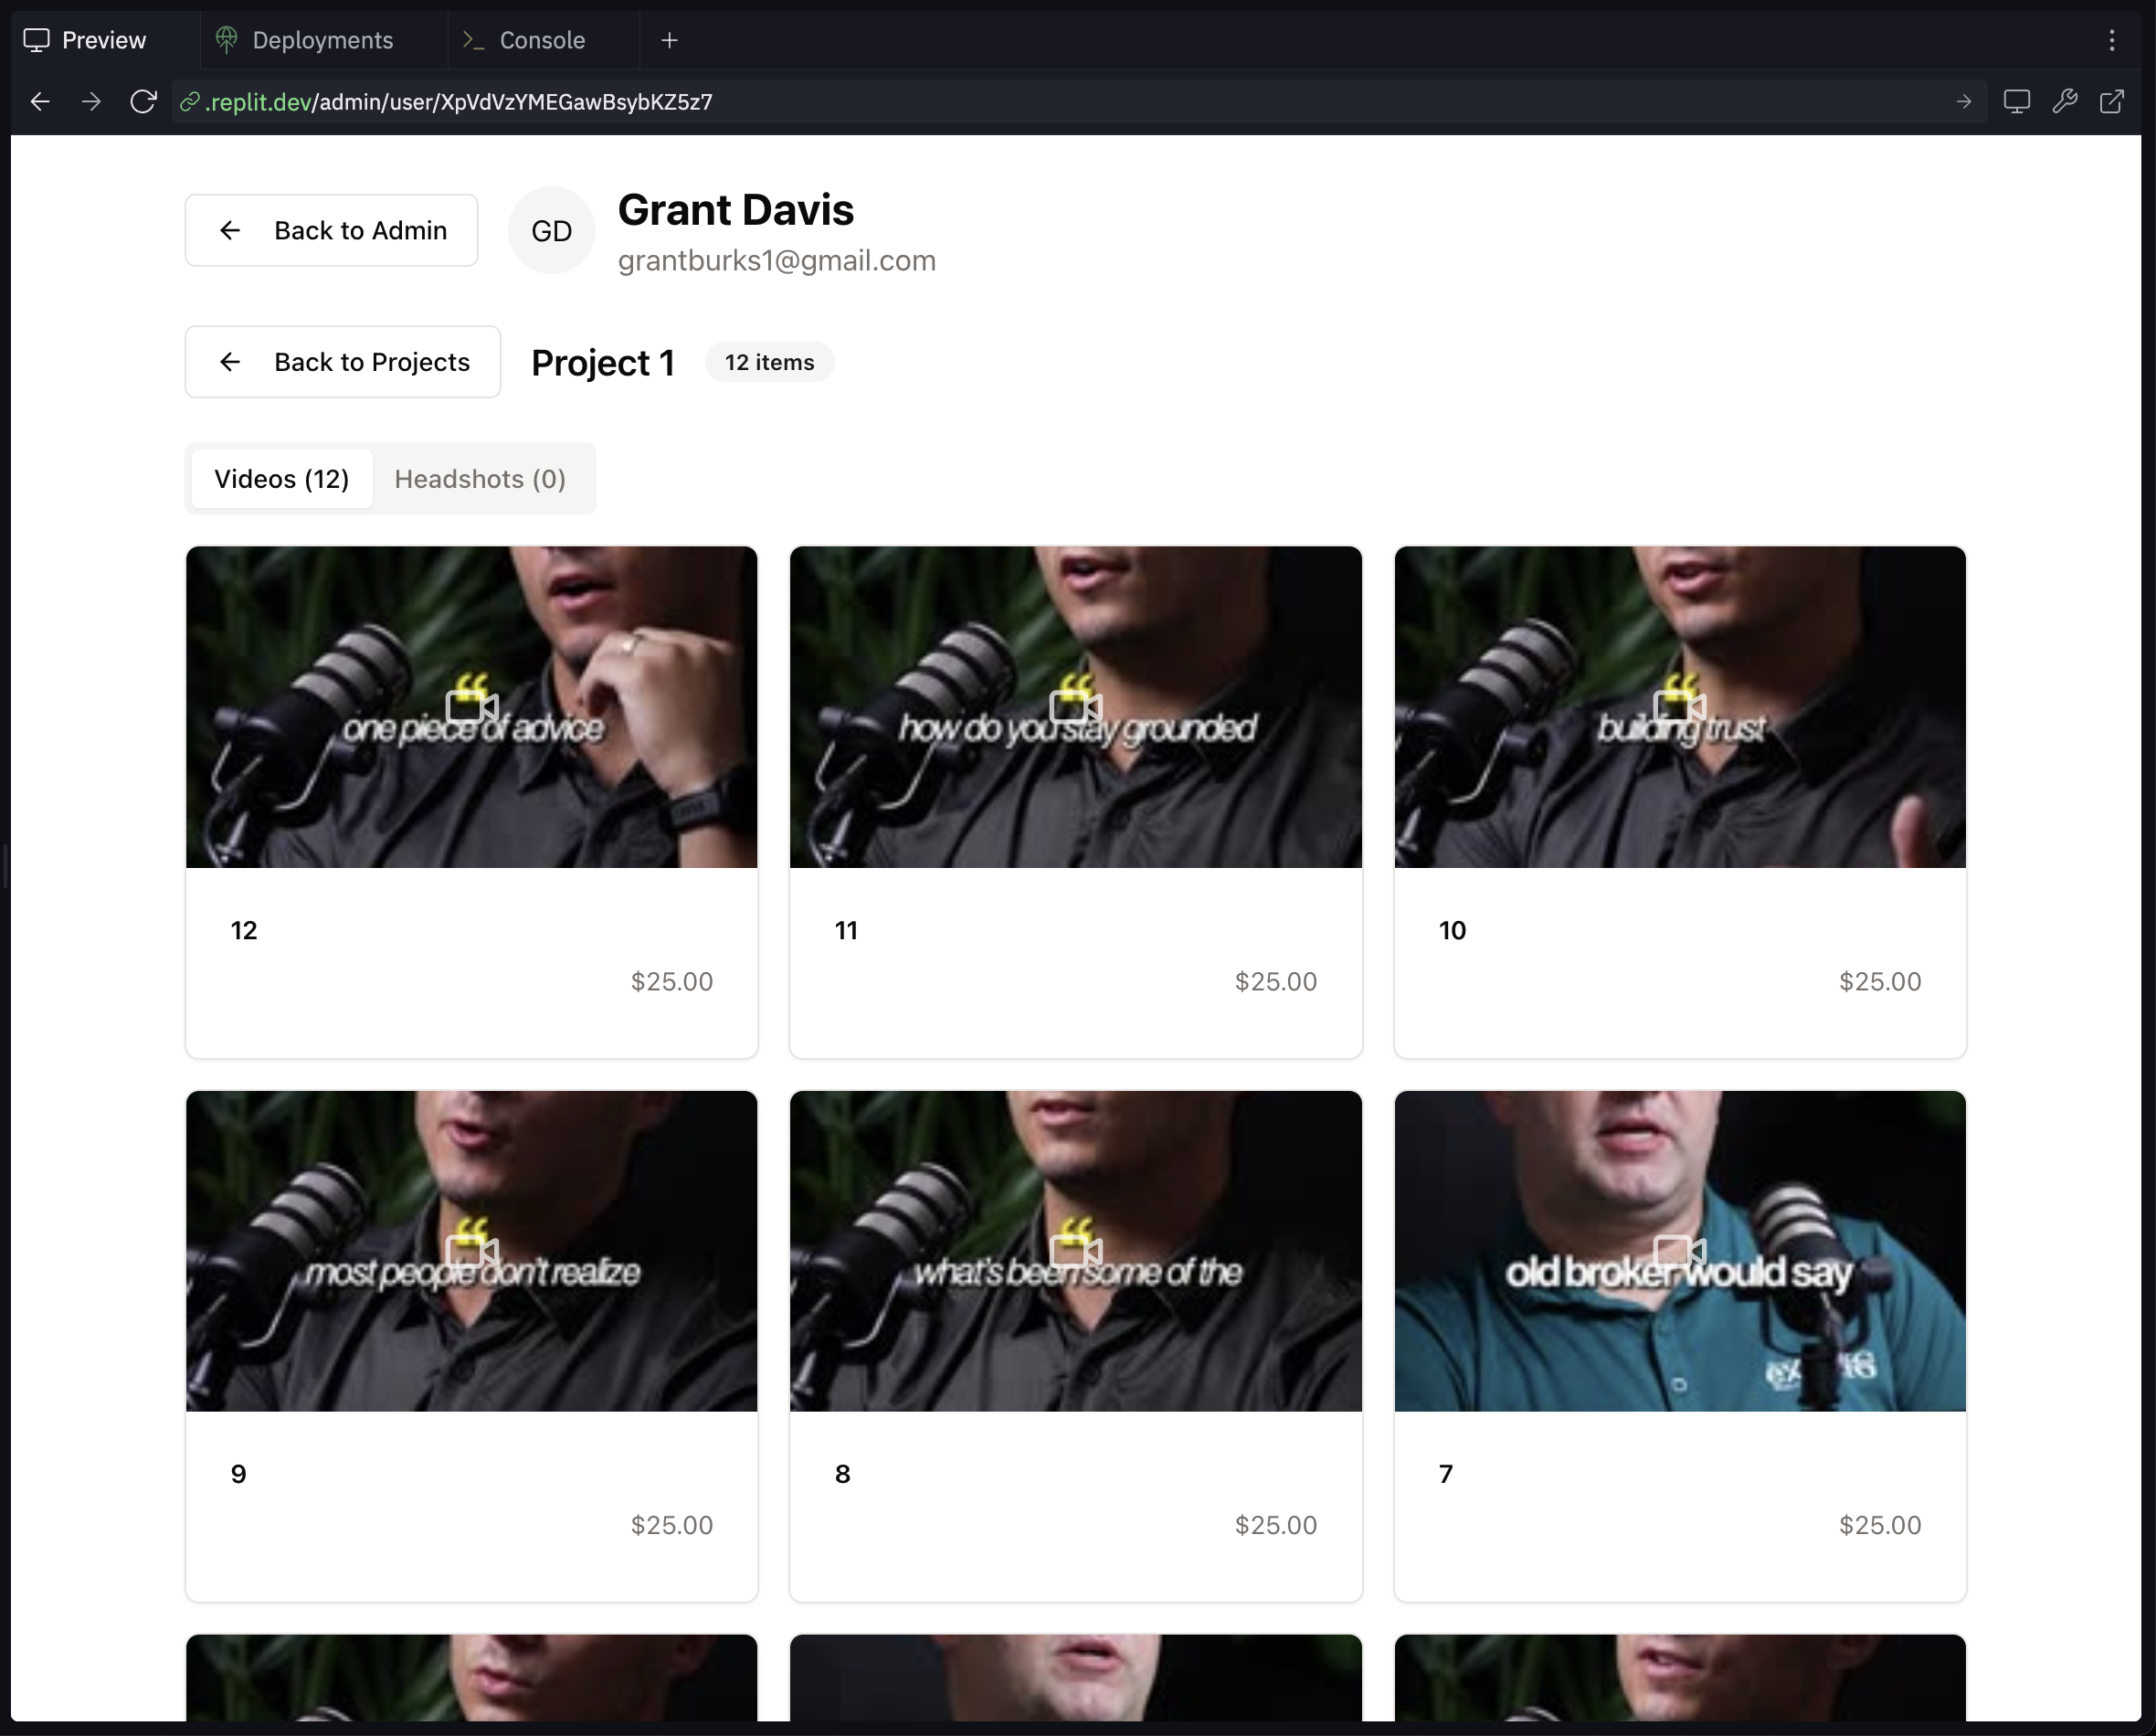 Preview
Deployments
Console
.replit.dev/admin/user/XpVdVzYMEGawBsybKZ5z7
Back to Admin
GD
Grant Davis
grantburks1@gmail.com
Back to Projects
Project 1
12 items
Videos (12)
Headshots (0)
one piece of advice
how do you stay grounded
building trust
12
11
10
$25.00
$25.00
$25.00
most people don't realize
what's been some of the
old broker would say
9
8
7
$25.00
$25.00
$25.00